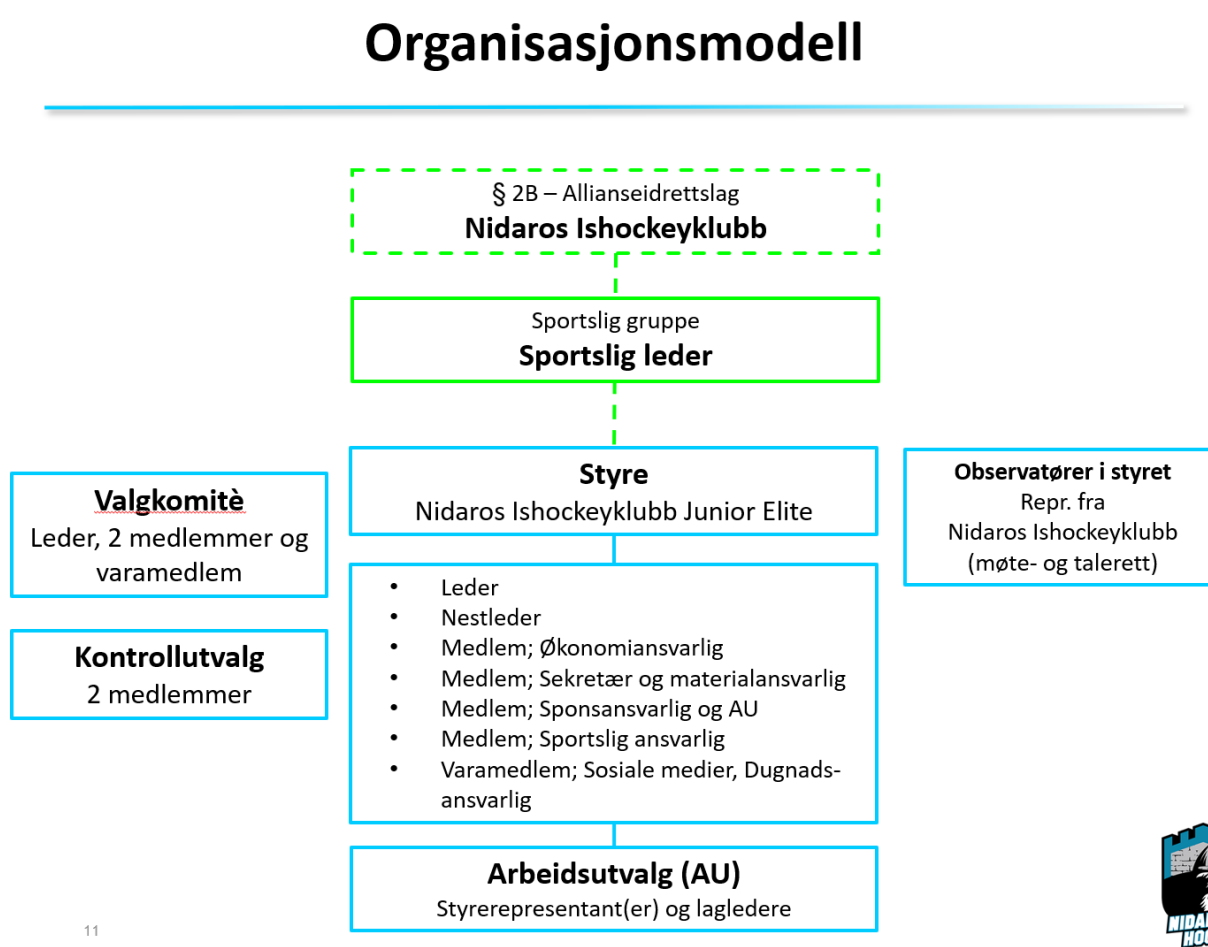 Organisasjonsmodell
§ 2B – Allianseidrettslag
Nidaros Ishockeyklubb
Sportslig gruppe
Sportslig leder
Styre
Nidaros Ishockeyklubb Junior Elite
Observatører i styret
Repr. fra
Nidaros Ishockeyklubb
(møte- og talerett)
Valgkomitè
Leder, 2 medlemmer og
varamedlem
Kontrollutvalg
2 medlemmer
• Leder
• Nestleder
• Medlem; Økonomiansvarlig
• Medlem; Sekretær og materialansvarlig
• Medlem; Sponsansvarlig og AU
• Medlem; Sportslig ansvarlig
• Varamedlem; Sosiale medier, Dugnads-
ansvarlig
Arbeidsutvalg (AU)
Styrerepresentant(er) og lagledere
11